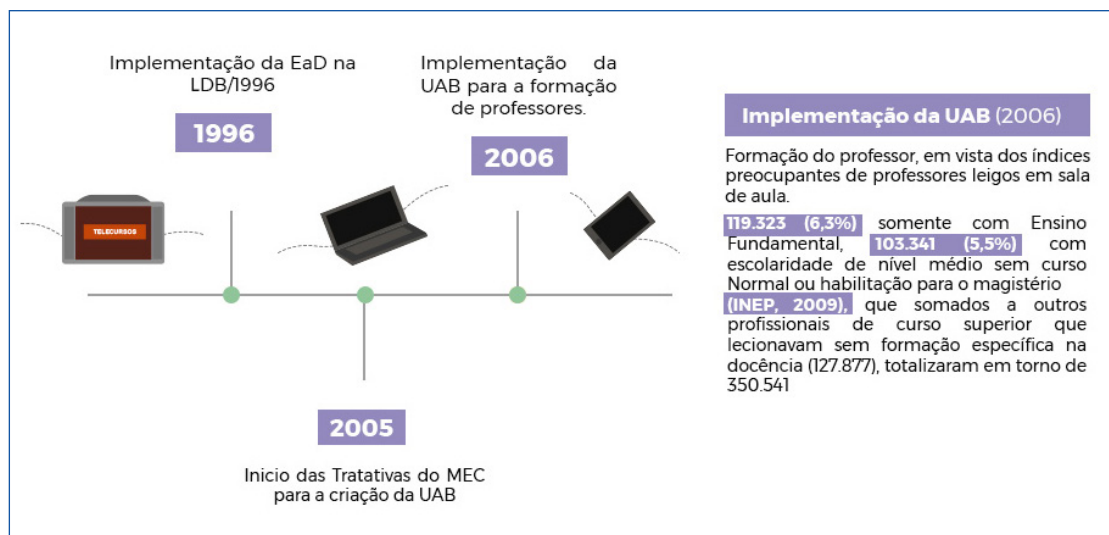 Implementação da EaD na
LDB/1996
1996
TELECURSOS
Implementação da
UAB para a formação
de professores.
2006
2005
Inicio das Tratativas do MEC
para a criação da UAB
Implementação da UAB (2006)
Formação do professor, em vista dos índices
preocupantes de professores leigos em sala
de aula.
119.323 (6,3%) somente com Ensino
Fundamental, 103.341 (5,5%) com
escolaridade de nível médio sem curso
Normal ou habilitação para o magistério
(INEP, 2009), que somados a outros
profissionais de curso superior que
lecionavam sem formação específica na
docência (127.877), totalizaram em torno de
350.541